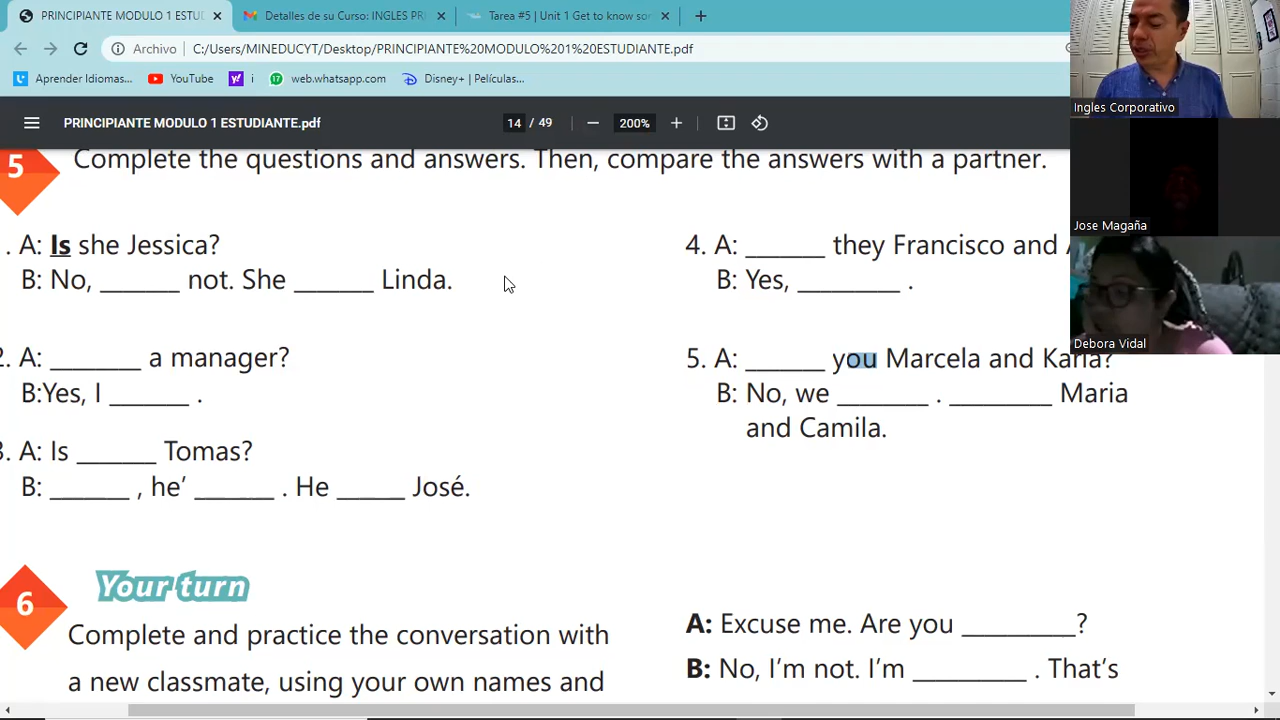 PRINCIPIANTE MODULO 1 ESTUD
Detalles de su Curso: INGLES PR
Tarea #5 | Unit 1 Get to know so
Archivo
C:/Users/MINEDUCYT/Desktop/PRINCIPIANTE%20MODULO%201%20ESTUDIANTE.pdf
Aprender Idiomas...
YouTube
i
web.whatsapp.com
Disney+ | Películas...
PRINCIPIANTE MODULO 1 ESTUDIANTE.pdf
14 / 49
200%
Ingles Corporativo
Jose Magaña
Debora Vidal
5
Complete the questions and answers. Then, compare the answers with a partner.
. A: Is she Jessica?
B: No, _______ not. She _______ Linda.
2. A: ________ a manager?
B:Yes, I _______ .
3. A: Is _______ Tomas?
B: _______ , he’ _______ . He ______ José.
4. A: _______ they Francisco and
B: Yes, _________ .
5. A: _______ you Marcela and Karla?
B: No, we ________ . _________ Maria
and Camila.
6
Your turn
Complete and practice the conversation with
a new classmate, using your own names and
A: Excuse me. Are you __________?
B: No, I’m not. I’m __________ . That’s